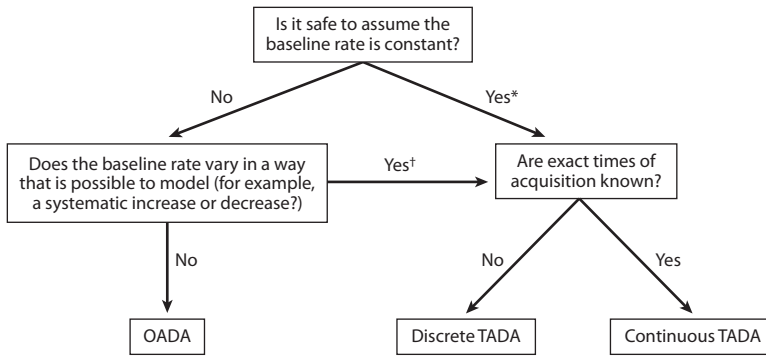 Is it safe to assume the
baseline rate is constant?
No
Yes*
Does the baseline rate vary in a way
that is possible to model (for example,
a systematic increase or decrease?)
Yes†
Are exact times of
acquisition known?
No
No
Yes
OADA
Discrete TADA
Continuous TADA